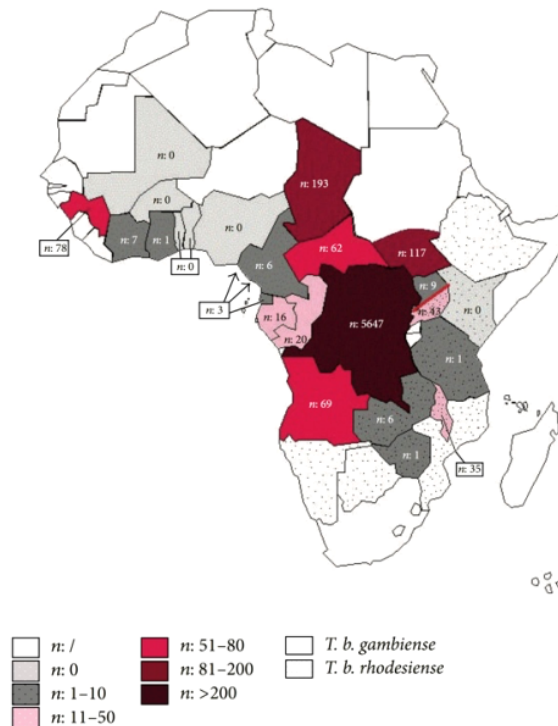 n: 0
n: 193
n: 0
n: 0
n: 7
n: 1
n: 78
n: 0
n: 6
n: 62
n: 117
n: 3
n: 9
n: 16
n: 43
n: 0
n: 5647
n: 20
n: 1
n: 69
n: 6
n: 1
n: 35
n: /
n: 0
n: 1–10
n: 11–50
n: 51–80
n: 81–200
n: >200
T. b. gambiense
T. b. rhodesiense